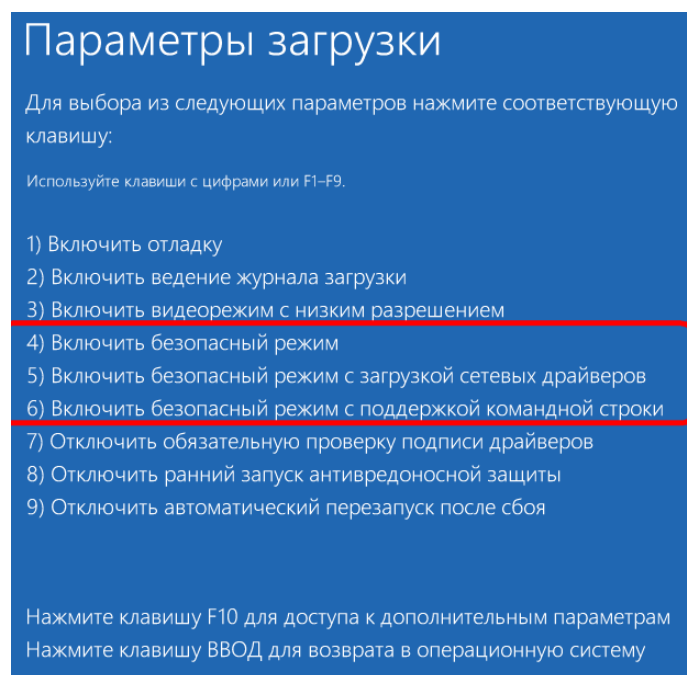 Параметры загрузки
Для выбора из следующих параметров нажмите соответствующую
клавишу:
Используйте клавиши с цифрами или F1–F9.
1) Включить отладку
2) Включить ведение журнала загрузки
3) Включить видеорежим с низким разрешением
4) Включить безопасный режим
5) Включить безопасный режим с загрузкой сетевых драйверов
6) Включить безопасный режим с поддержкой командной строки
7) Отключить обязательную проверку подписи драйверов
8) Отключить ранний запуск антивредоносной защиты
9) Отключить автоматический перезапуск после сбоя
Нажмите клавишу F10 для доступа к дополнительным параметрам
Нажмите клавишу ВВОД для возврата в операционную систему